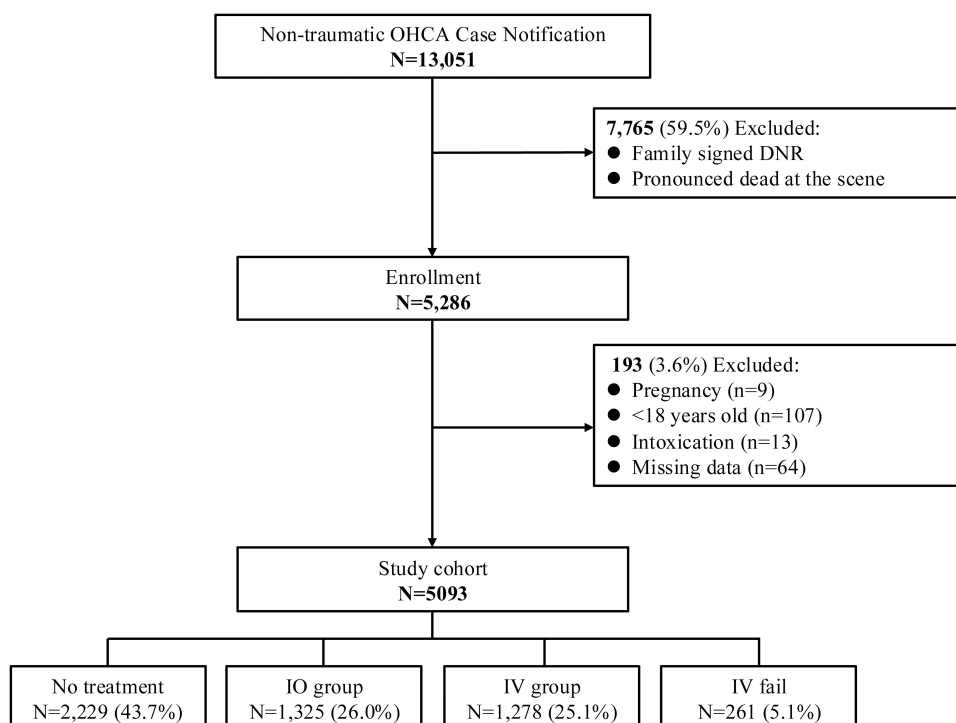 Non-traumatic OHCA Case Notification
N=13,051
7,765 (59.5%) Excluded:
● Family signed DNR
● Pronounced dead at the scene
Enrollment
N=5,286
193 (3.6%) Excluded:
● Pregnancy (n=9)
● <18 years old (n=107)
● Intoxication (n=13)
● Missing data (n=64)
Study cohort
N=5093
No treatment
N=2,229 (43.7%)
IO group
N=1,325 (26.0%)
IV group
N=1,278 (25.1%)
IV fail
N=261 (5.1%)